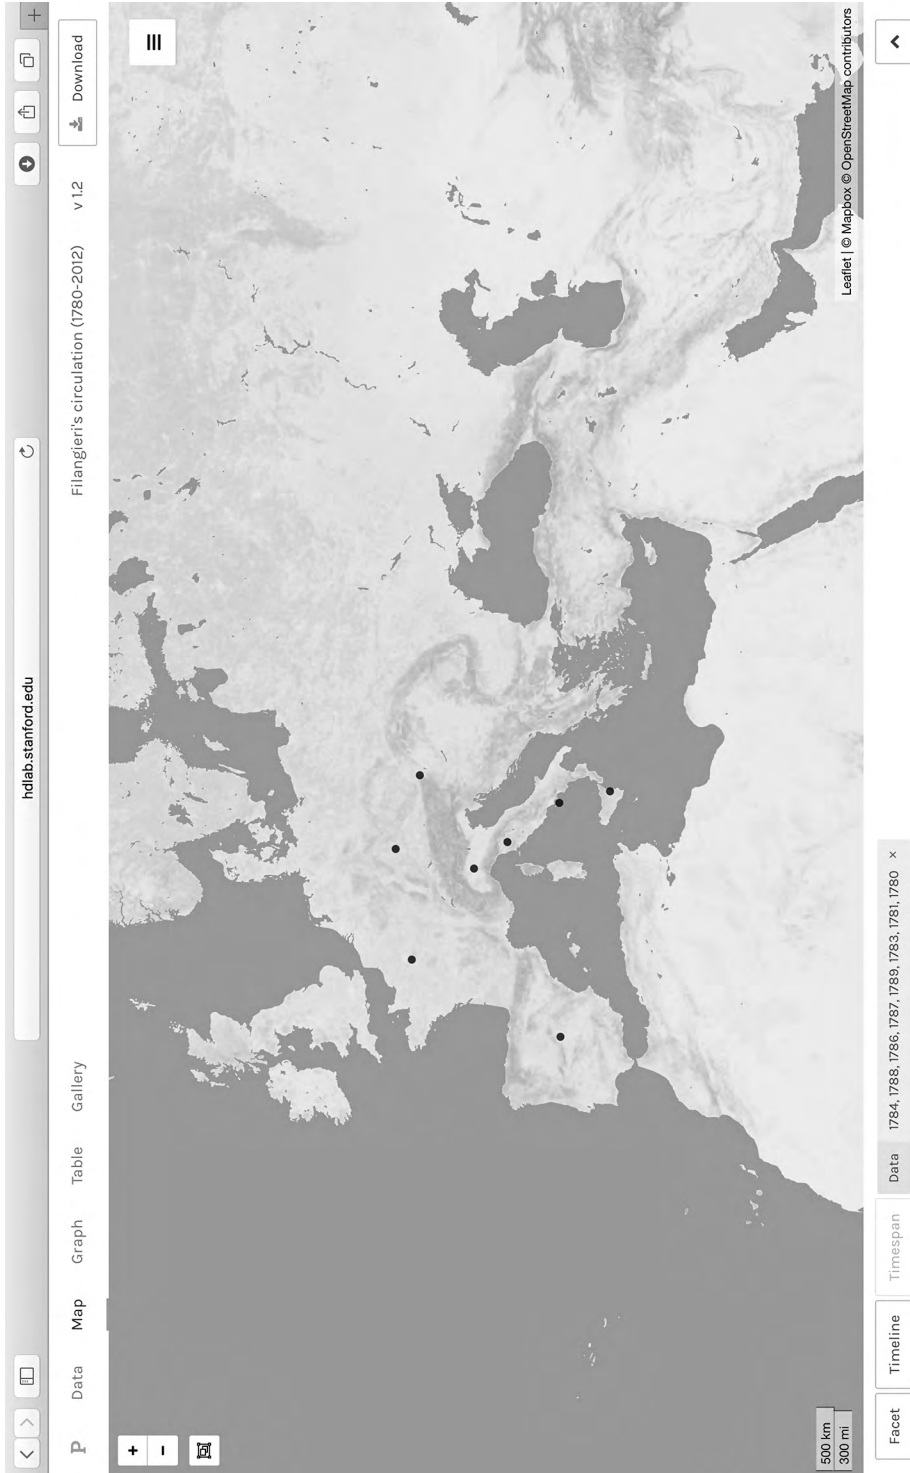 hdlab.stanford.edu
+
P Data Map Graph Table Gallery Filangieri's circulation (1780-2012) v 1.2 Download
+
−
500 km
300 mi
Leaflet | © Mapbox © OpenStreetMap contributors
Facet Timeline Timespan Data 1784, 1788, 1786, 1787, 1789, 1783, 1781, 1780 ×